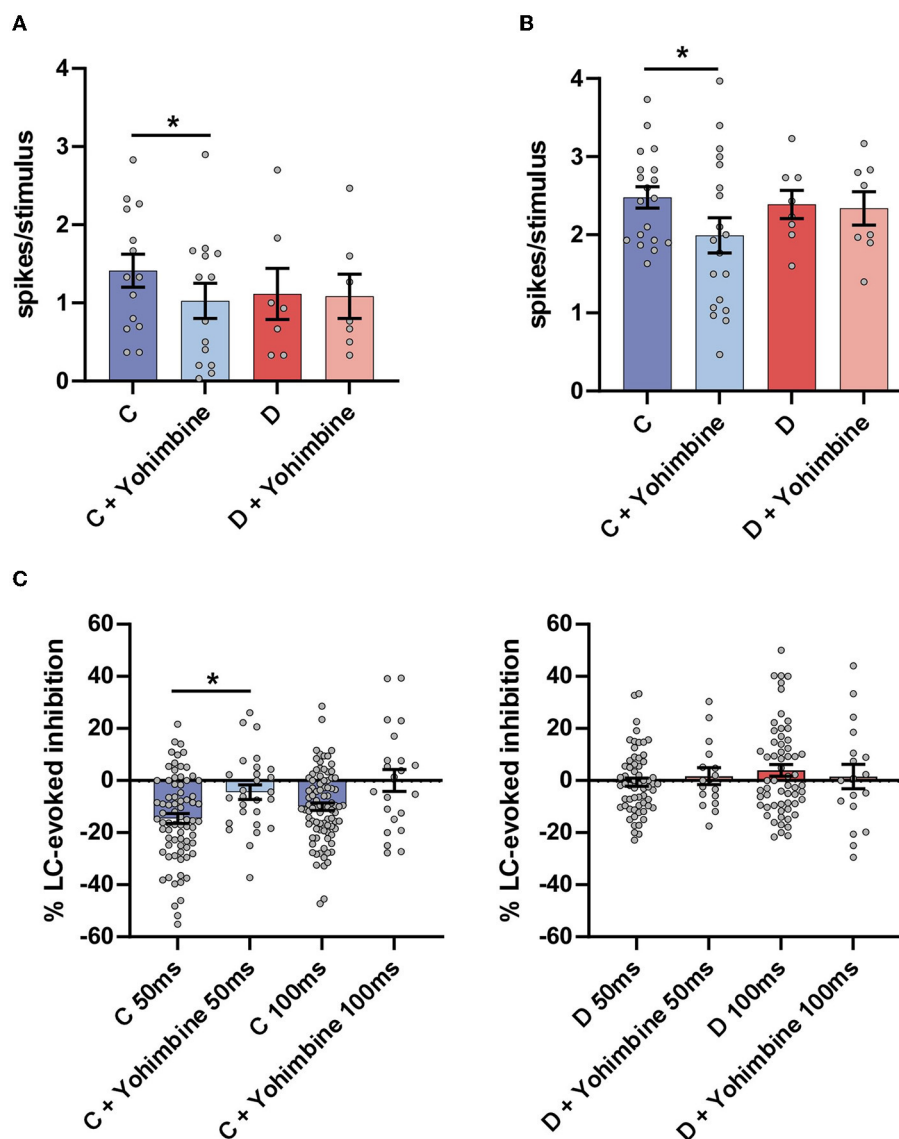 A
B
4
3
2
1
0
spikes/stimulus
*
C
C + Yohimbine
D
D + Yohimbine
4
3
2
1
0
spikes/stimulus
*
C
C + Yohimbine
D
D + Yohimbine
C
60
40
20
0
-20
-40
-60
% LC-evoked inhibition
*
C 50ms
C + Yohimbine 50ms
C 100ms
C + Yohimbine 100ms
60
40
20
0
-20
-40
-60
% LC-evoked inhibition
D 50ms
D + Yohimbine 50ms
D 100ms
D + Yohimbine 100ms